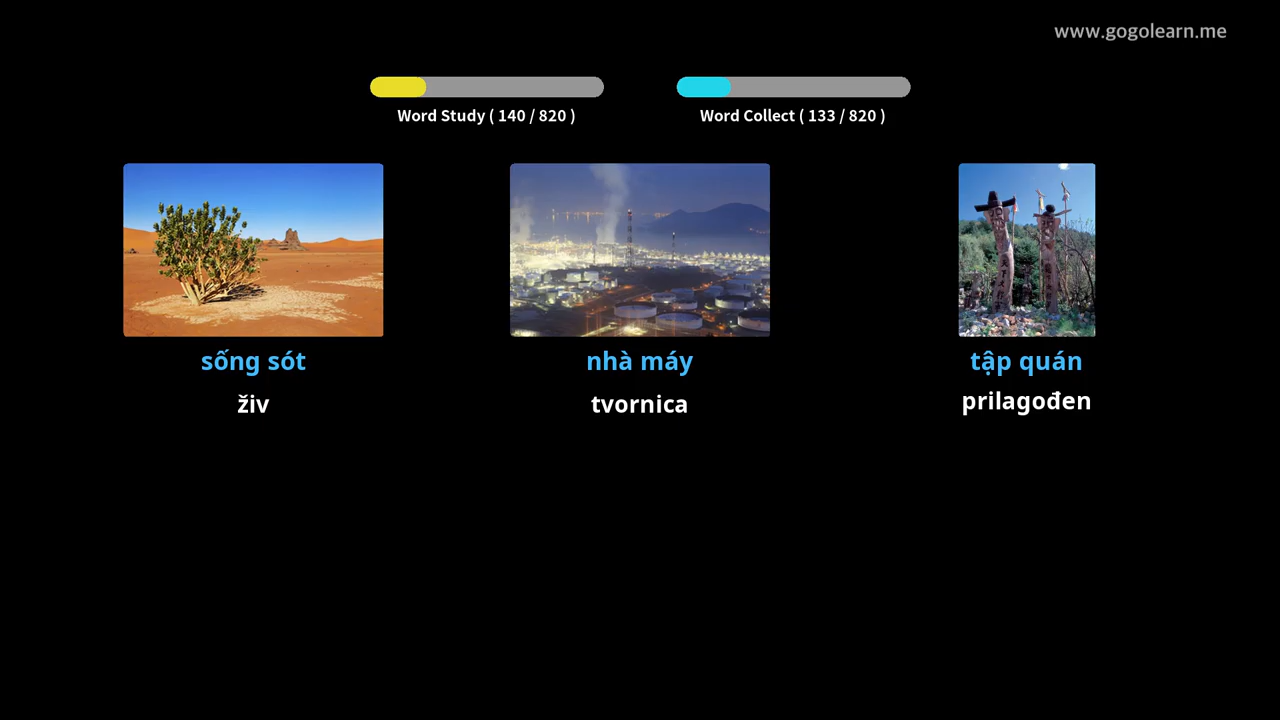 www.gogolearn.me
Word Study ( 140 / 820 )
Word Collect ( 133 / 820 )
sống sót
nhà máy
tập quán
živ
tvornica
prilagođen